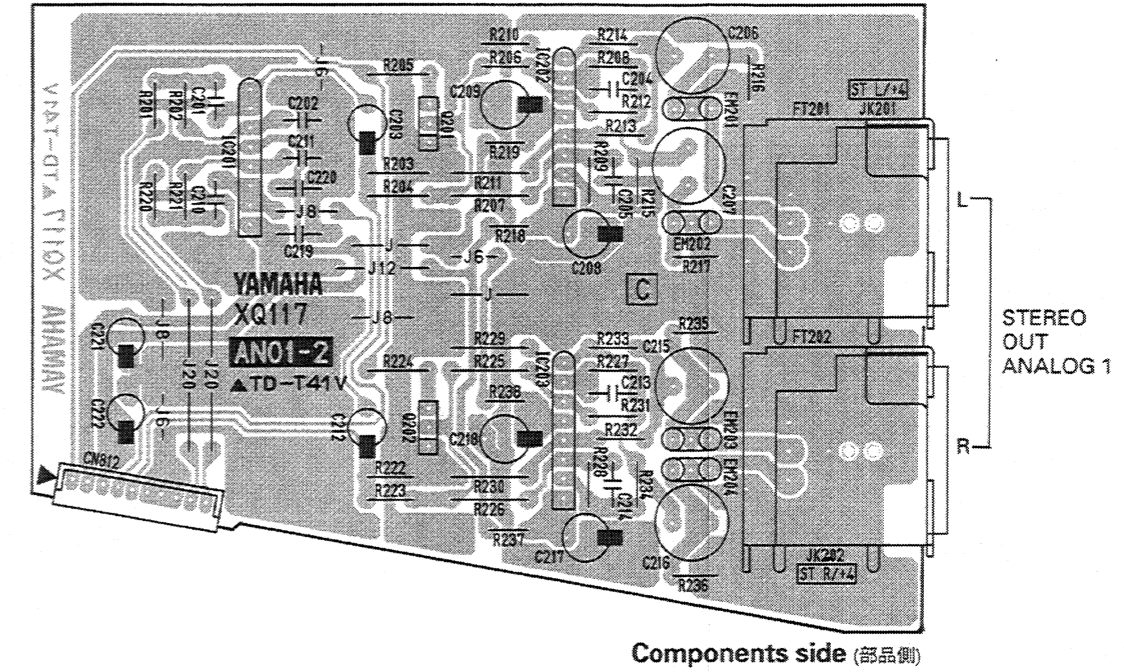 R210
R214
C206
R206
IC202
R208
J6
R205
C204
R216
ST L/+4
C209
R201
R202
C201
C202
C203
Q201
R212
EM201
FT201
JK201
C211
IC201
R213
R219
R203
R209
C220
R204
R211
R220
R221
C210
J8
R207
C205
R215
C207
L
R218
C219
J
EM202
J6
C208
R217
J12
YAMAHA
C
XQ117
J
STEREO
OUT
ANALOG 1
C221
J8
J8
R235
FT202
AN01-2
R229
R233
C215
J20
J20
R224
R225
IC203
R227
▲TD-T41V
C213
R238
C222
J6
C212
Q202
R231
EM203
C218
R232
R
CN812
R222
R228
EM204
R230
R234
R223
C214
R226
R237
C217
C216
JK202
R236
ST R/+4
Components side (部品側)